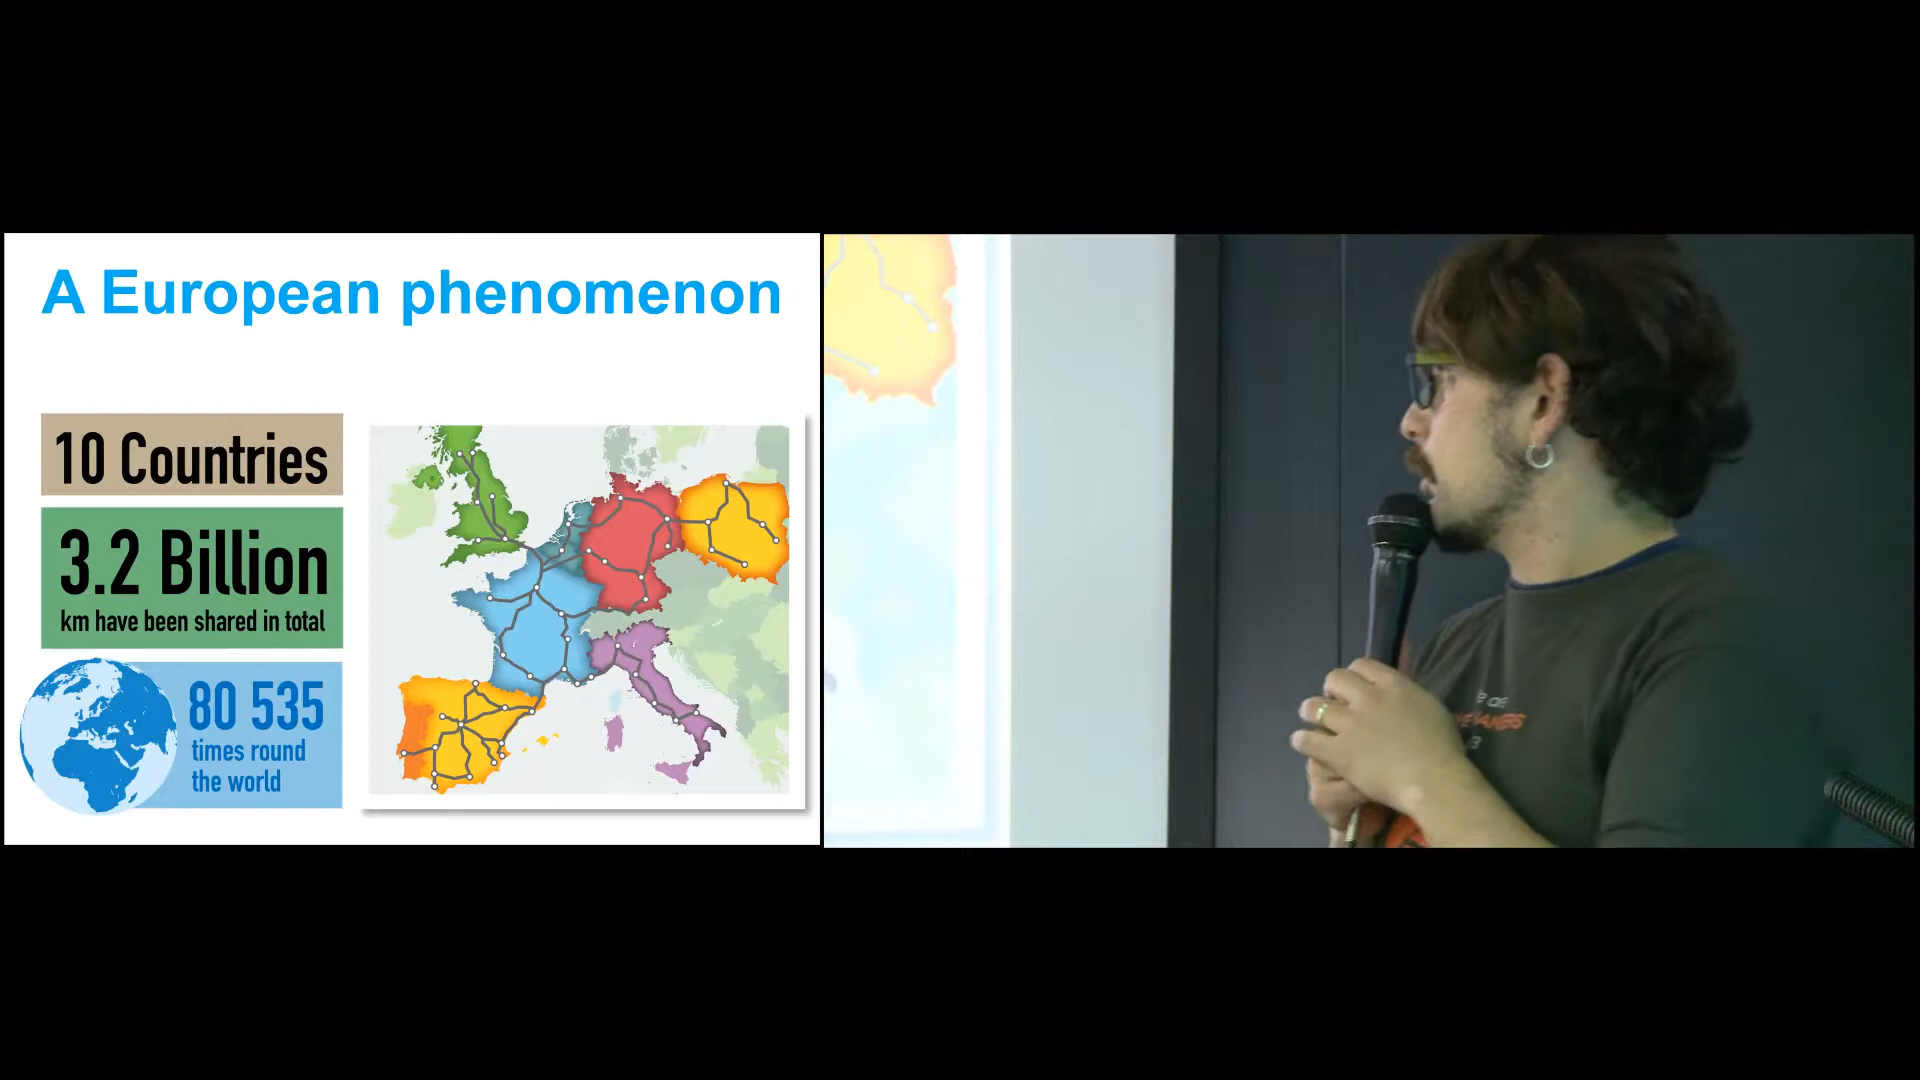 A European phenomenon
10 Countries
3.2 Billion
km have been shared in total
80 535
times round
the world